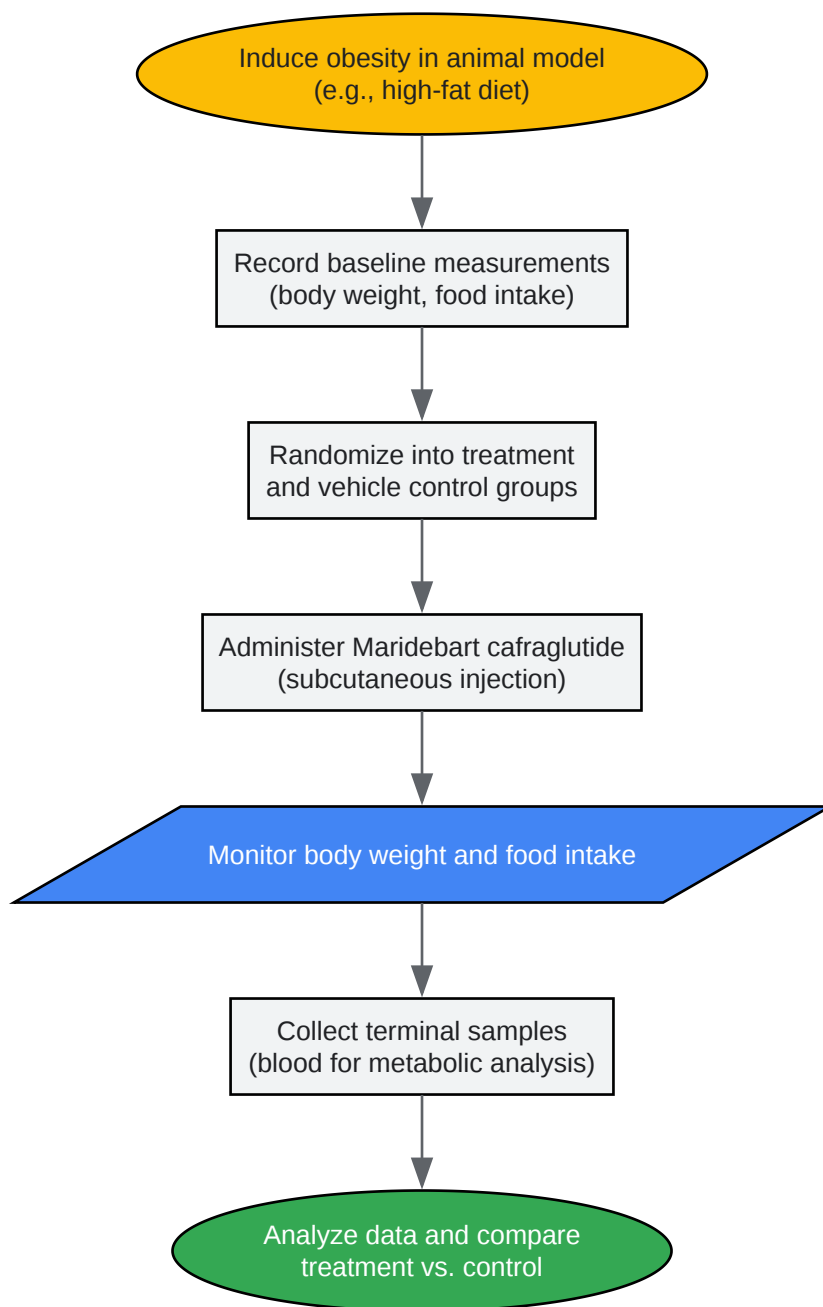 Induce obesity in animal model
(e.g., high-fat diet)
Record baseline measurements
(body weight, food intake)
Randomize into treatment
and vehicle control groups
Administer Maridebart cafraglutide
(subcutaneous injection)
Monitor body weight and food intake
Collect terminal samples
(blood for metabolic analysis)
Analyze data and compare
treatment vs. control